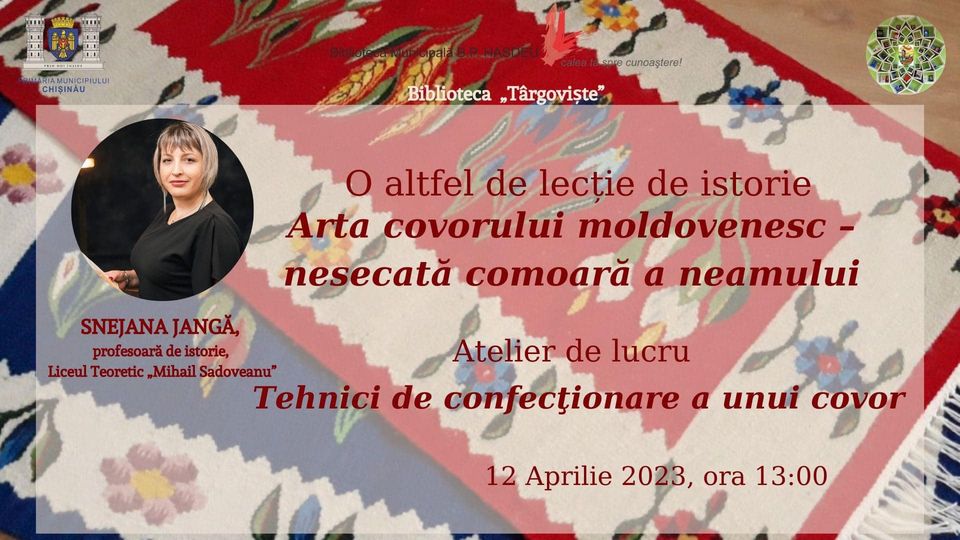 PRIMĂRIA MUNICIPIULUI
CHIȘINĂU
Biblioteca Municipală B.P. HASDEU
calea ta spre cunoaștere!
Biblioteca „Târgoviște”
O altfel de lecție de istorie
Arta covorului moldovenesc –
nesecată comoară a neamului
SNEJANA JANGĂ,
profesoară de istorie,
Liceul Teoretic „Mihail Sadoveanu”
Atelier de lucru
Tehnici de confecţionare a unui covor
12 Aprilie 2023, ora 13:00